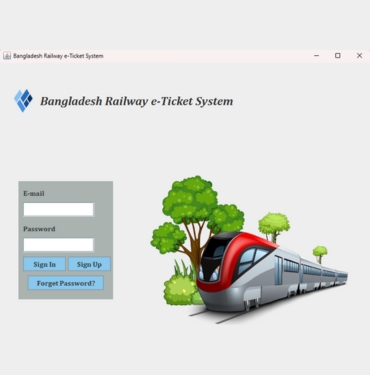 Bangladesh Railway e-Ticket System
Bangladesh Railway e-Ticket System
E-mail
Password
Sign In
Sign Up
Forget Password?